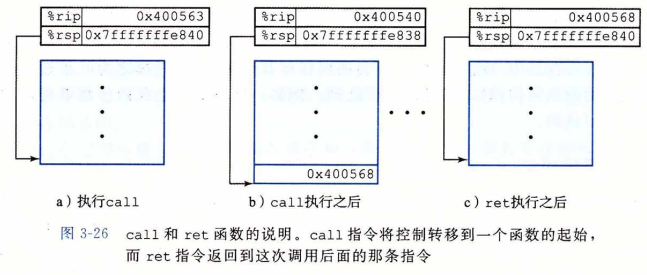 %rip 0x400563
%rsp 0x7fffffffe840
%rip 0x400540
%rsp 0x7fffffffe838
%rip 0x400568
%rsp 0x7fffffffe840
0x400568
a）执行call
b）call执行之后
c）ret执行之后
图 3-26 call 和 ret 函数的说明。call 指令将控制转移到一个函数的起始，
而 ret 指令返回到这次调用后面的那条指令